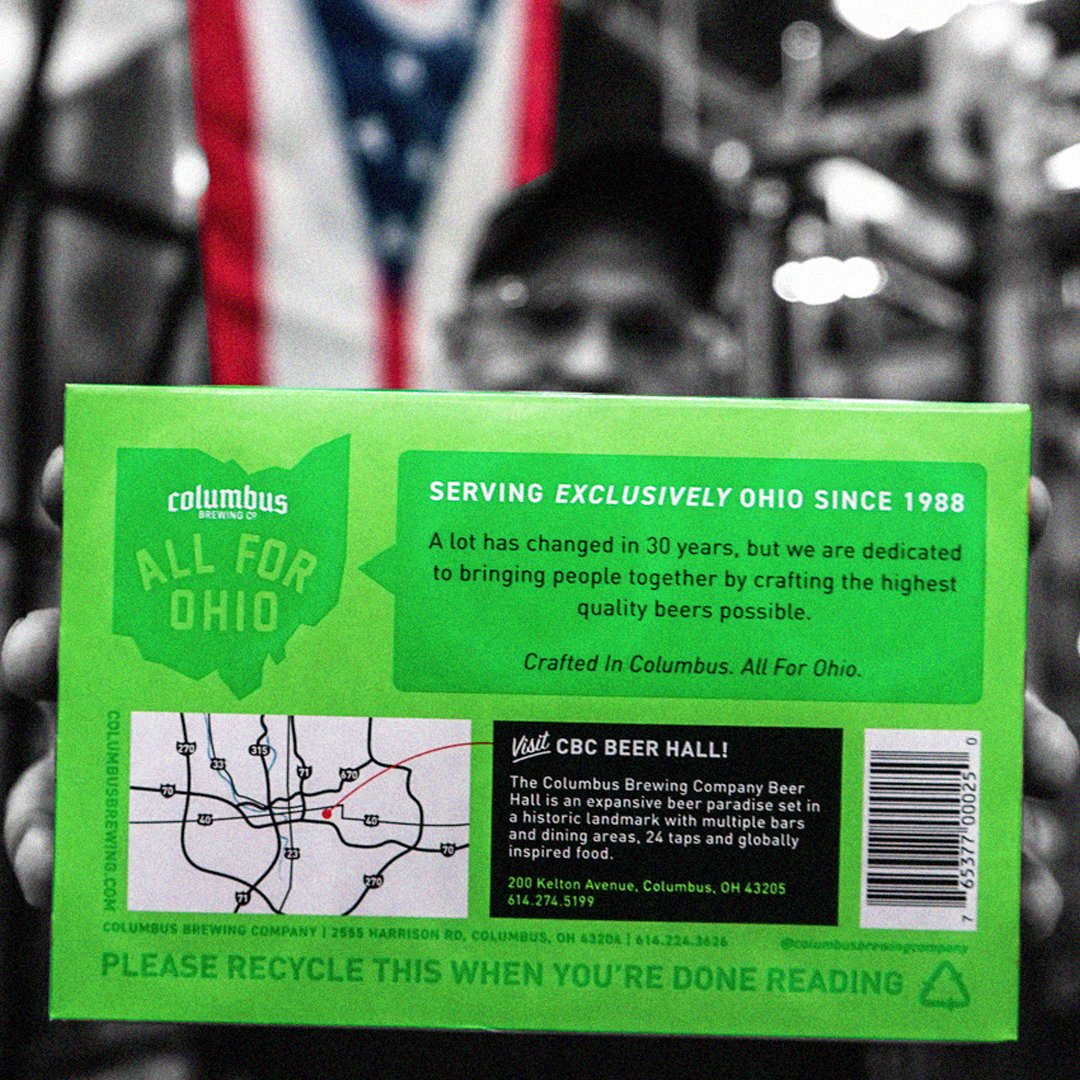 columbus
BREWING Cº
ALL FOR
OHIO
SERVING EXCLUSIVELY OHIO SINCE 1988
A lot has changed in 30 years, but we are dedicated
to bringing people together by crafting the highest
quality beers possible.
Crafted In Columbus. All For Ohio.
COLUMBUSBREWING.COM
270
33
315
71
670
70
40
40
23
70
270
71
Visit CBC BEER HALL!
The Columbus Brewing Company Beer
Hall is an expansive beer paradise set in
a historic landmark with multiple bars
and dining areas, 24 taps and globally
inspired food.
200 Kelton Avenue, Columbus, OH 43205
614.274.5199
7 65377 00025 0
COLUMBUS BREWING COMPANY | 2555 HARRISON RD, COLUMBUS, OH 43204 | 614.224.3626
@columbusbrewingcompany
PLEASE RECYCLE THIS WHEN YOU'RE DONE READING